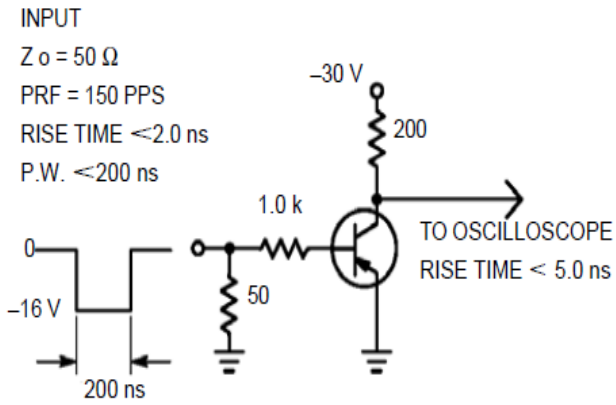 INPUT
Z o = 50 Ω
PRF = 150 PPS
RISE TIME <2.0 ns
P.W. <200 ns
–30 V
200
1.0 k
TO OSCILLOSCOPE
RISE TIME < 5.0 ns
0
50
–16 V
200 ns